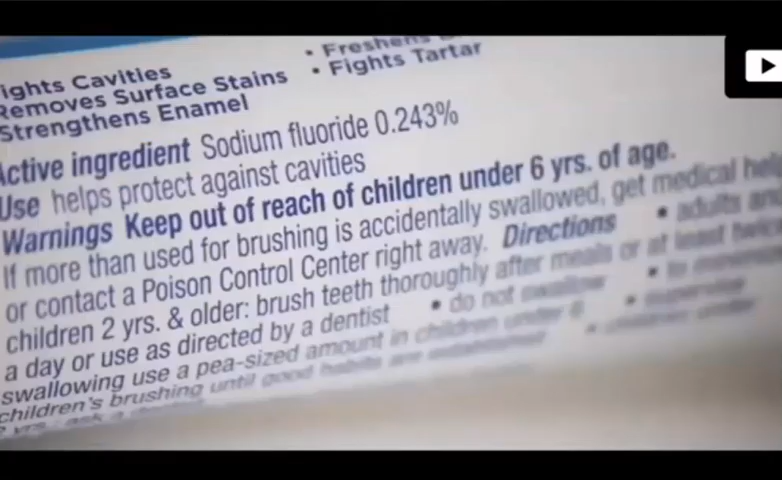 ights Cavities
• Freshens
Removes Surface Stains
• Fights Tartar
Strengthens Enamel
Active ingredient Sodium fluoride 0.243%
Use helps protect against cavities
Warnings Keep out of reach of children under 6 yrs. of age.
If more than used for brushing is accidentally swallowed, get medical help
or contact a Poison Control Center right away. Directions • adults and
children 2 yrs. & older: brush teeth thoroughly after meals or at least twice
a day or use as directed by a dentist • do not swallow • to minimize
swallowing use a pea-sized amount in children under 6 • supervise
children's brushing until good habits are established • children under
2 yrs.: ask a